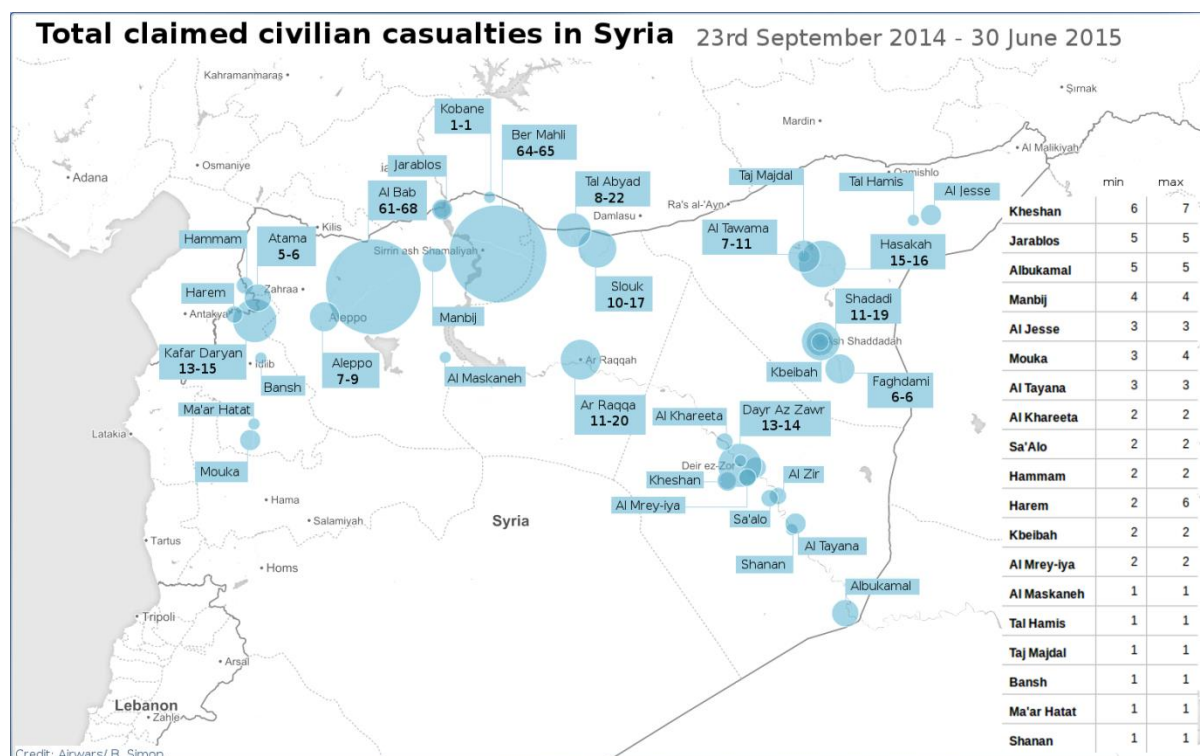 Total claimed civilian casualties in Syria 23rd September 2014 - 30 June 2015
Kahramanmaraş
Şırnak
Kobane
1-1
Ber Mahli
64-65
Mardin
Al Malikiyah
Osmaniye
Adana
Jarablos
Al Bab
61-68
Tal Abyad
8-22
Damlasu
Ra's al-'Ayn
Taj Majdal
Tal Hamis
Al Jesse
Kilis
Hammam
Atama
5-6
Al Tawama
7-11
Hasakah
15-16
Harem
Zahraa
Antakya
Slouk
10-17
Manbij
Aleppo
Shadadi
11-19
Ash Shaddadah
Kafar Daryan
13-15
Idlib
Bansh
Aleppo
7-9
Al Maskaneh
Ar Raqqah
Kbeibah
Faghdami
6-6
Ma'ar Hatat
Latakia
Mouka
Ar Raqqa
11-20
Al Khareeta
Dayr Az Zawr
13-14
Deir ez-Zor
Kheshan
Al Zir
Al Mrey-iya
Sa'alo
Hama
Salamiyah
Syria
Al Tayana
Shanan
Tartus
Homs
Albukamal
Tripoli
Arsal
Lebanon
Zahle
Credit: Airwars/ B. Simon
min max
Kheshan 6 7
Jarablos 5 5
Albukamal 5 5
Manbij 4 4
Al Jesse 3 3
Mouka 3 4
Al Tayana 3 3
Al Khareeta 2 2
Sa'Alo 2 2
Hammam 2 2
Harem 2 6
Kbeibah 2 2
Al Mrey-iya 2 2
Al Maskaneh 1 1
Tal Hamis 1 1
Taj Majdal 1 1
Bansh 1 1
Ma'ar Hatat 1 1
Shanan 1 1